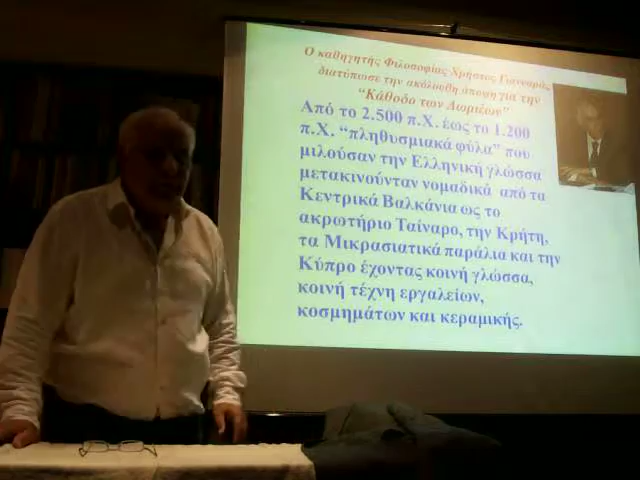 Ο καθηγητής Φιλοσοφίας Χρήστος Γιανναράς
διατύπωσε την ακόλουθη άποψη για την
“Κάθοδο των Δωριέων”
Από το 2.500 π.Χ. έως το 1.200
π.Χ. “πληθυσμιακά φύλα” που
μιλούσαν την Ελληνική γλώσσα
μετακινούνταν νομαδικά από τα
Κεντρικά Βαλκάνια ως το
ακρωτήριο Ταίναρο, την Κρήτη,
τα Μικρασιατικά παράλια και την
Κύπρο έχοντας κοινή γλώσσα,
κοινή τέχνη εργαλείων,
κοσμημάτων και κεραμικής.